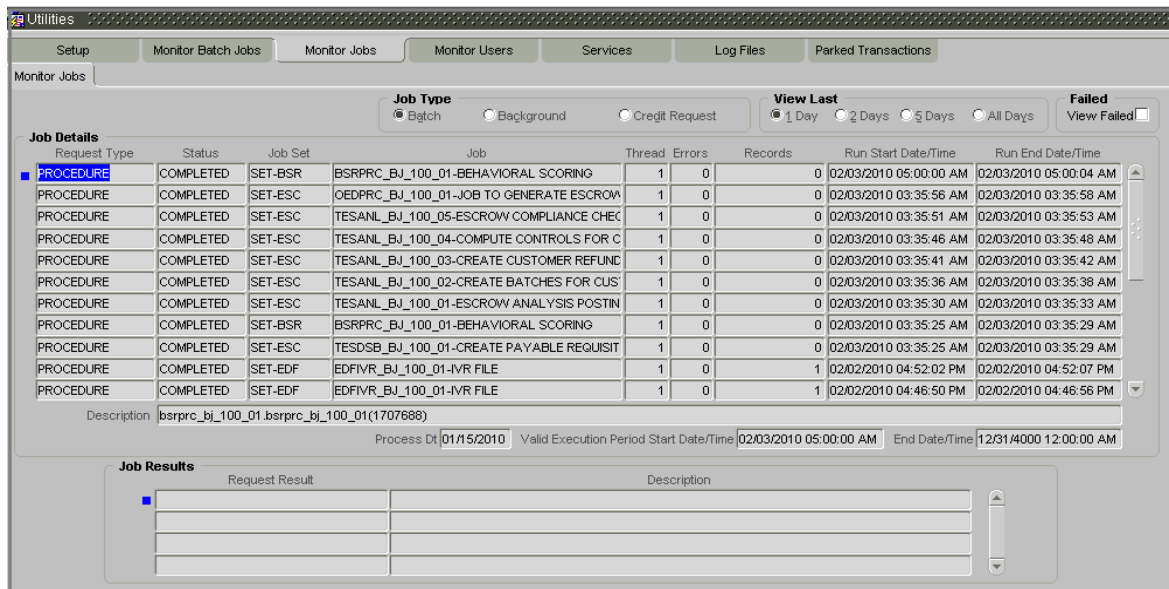 Utilities
Setup Monitor Batch Jobs Monitor Jobs Monitor Users Services Log Files Parked Transactions
Monitor Jobs
Job Type View Last Failed
Batch Background Credit Request 1 Day 2 Days 5 Days All Days View Failed
Job Details
Request Type Status Job Set Job Thread Errors Records Run Start Date/Time Run End Date/Time
PROCEDURE COMPLETED SET-BSR BSRPRC_BJ_100_01-BEHAVIORAL SCORING 1 0 0 02/03/2010 05:00:00 AM 02/03/2010 05:00:04 AM
PROCEDURE COMPLETED SET-ESC OEDPRC_BJ_100_01-JOB TO GENERATE ESCROW 1 0 0 02/03/2010 03:35:56 AM 02/03/2010 03:35:58 AM
PROCEDURE COMPLETED SET-ESC TESANL_BJ_100_05-ESCROW COMPLIANCE CHEC 1 0 0 02/03/2010 03:35:51 AM 02/03/2010 03:35:53 AM
PROCEDURE COMPLETED SET-ESC TESANL_BJ_100_04-COMPUTE CONTROLS FOR C 1 0 0 02/03/2010 03:35:46 AM 02/03/2010 03:35:48 AM
PROCEDURE COMPLETED SET-ESC TESANL_BJ_100_03-CREATE CUSTOMER REFUND 1 0 0 02/03/2010 03:35:41 AM 02/03/2010 03:35:42 AM
PROCEDURE COMPLETED SET-ESC TESANL_BJ_100_02-CREATE BATCHES FOR CUS 1 0 0 02/03/2010 03:35:36 AM 02/03/2010 03:35:38 AM
PROCEDURE COMPLETED SET-ESC TESANL_BJ_100_01-ESCROW ANALYSIS POSTIN 1 0 0 02/03/2010 03:35:30 AM 02/03/2010 03:35:33 AM
PROCEDURE COMPLETED SET-BSR BSRPRC_BJ_100_01-BEHAVIORAL SCORING 1 0 0 02/03/2010 03:35:25 AM 02/03/2010 03:35:29 AM
PROCEDURE COMPLETED SET-ESC TESDSB_BJ_100_01-CREATE PAYABLE REQUISIT 1 0 0 02/03/2010 03:35:25 AM 02/03/2010 03:35:29 AM
PROCEDURE COMPLETED SET-EDF EDFIVR_BJ_100_01-IVR FILE 1 0 1 02/02/2010 04:52:02 PM 02/02/2010 04:52:07 PM
PROCEDURE COMPLETED SET-EDF EDFIVR_BJ_100_01-IVR FILE 1 0 1 02/02/2010 04:46:50 PM 02/02/2010 04:46:56 PM
Description bsrprc_bj_100_01.bsrprc_bj_100_01(1707688)
Process Dt 01/15/2010 Valid Execution Period Start Date/Time 02/03/2010 05:00:00 AM End Date/Time 12/31/4000 12:00:00 AM
Job Results
Request Result Description